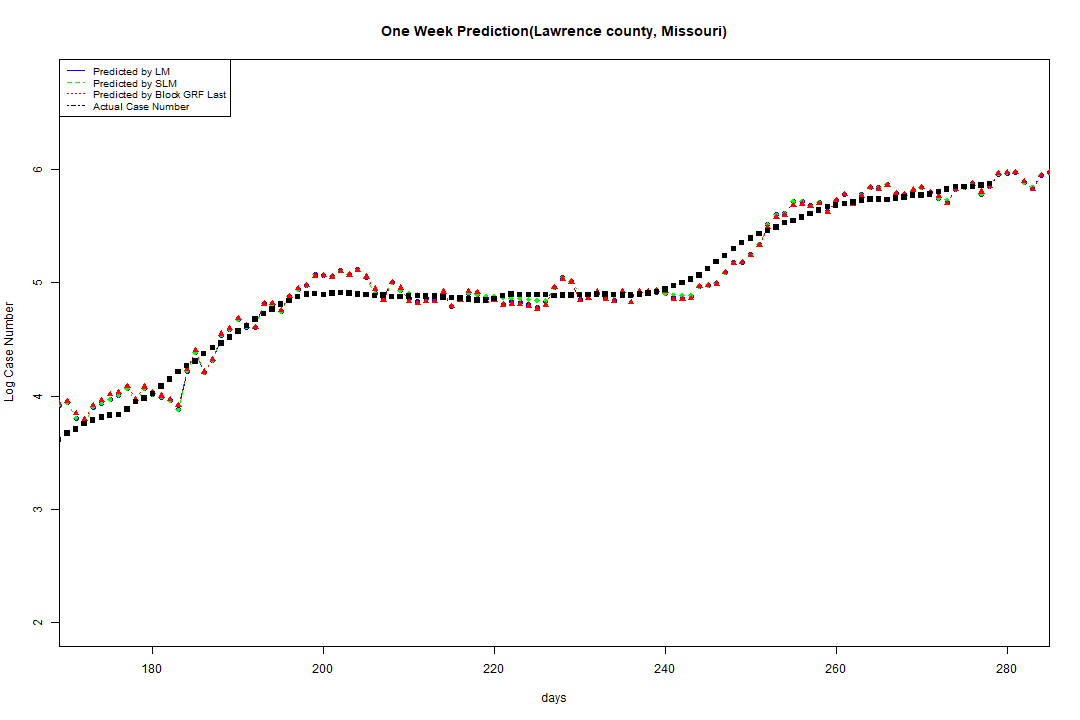 One Week Prediction(Lawrence county, Missouri)
Predicted by LM
Predicted by SLM
Predicted by Block GRF Last
Actual Case Number
Log Case Number
6
5
4
3
2
180 200 220 240 260 280
days